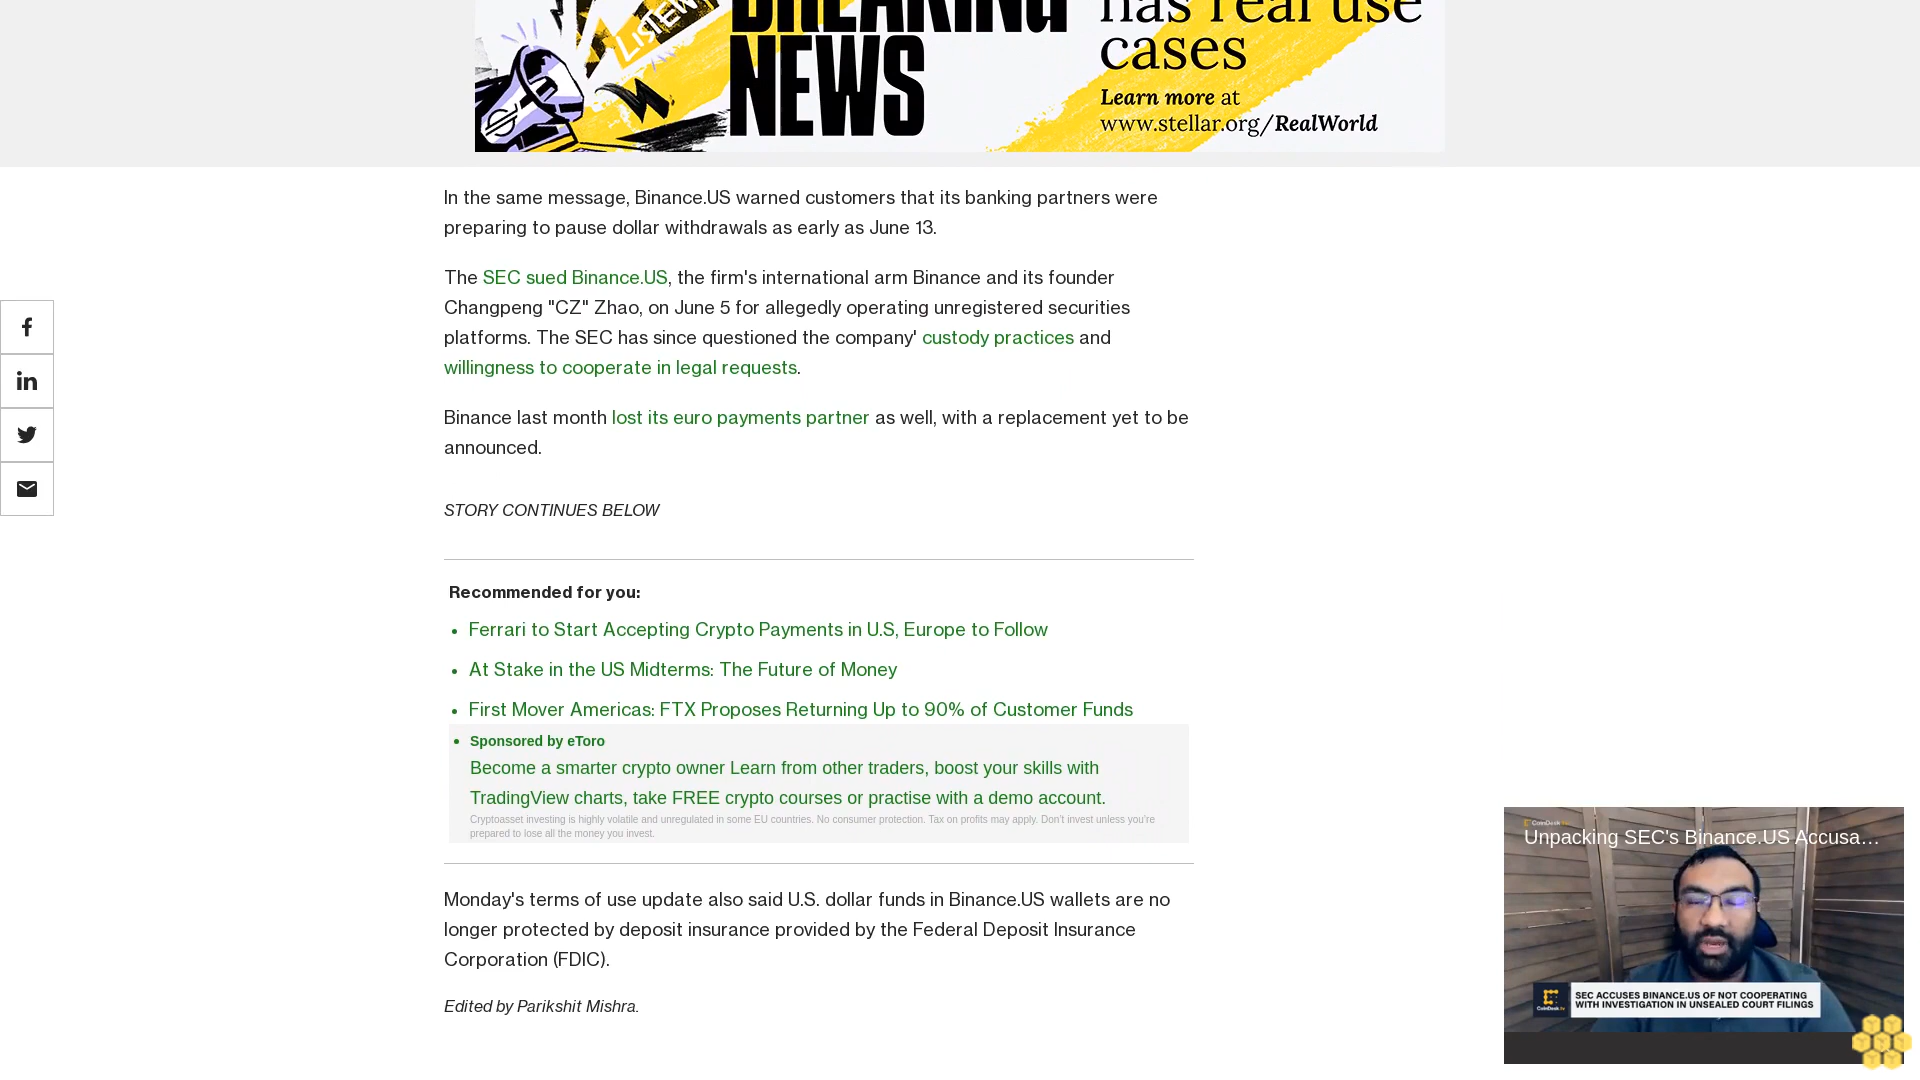 LISTEN
BREAKING
NEWS
has real use
cases
Learn more at
www.stellar.org/RealWorld
In the same message, Binance.US warned customers that its banking partners were
preparing to pause dollar withdrawals as early as June 13.
The SEC sued Binance.US, the firm's international arm Binance and its founder
Changpeng "CZ" Zhao, on June 5 for allegedly operating unregistered securities
platforms. The SEC has since questioned the company' custody practices and
willingness to cooperate in legal requests.
Binance last month lost its euro payments partner as well, with a replacement yet to be
announced.
STORY CONTINUES BELOW
Recommended for you:
• Ferrari to Start Accepting Crypto Payments in U.S, Europe to Follow
• At Stake in the US Midterms: The Future of Money
• First Mover Americas: FTX Proposes Returning Up to 90% of Customer Funds
• Sponsored by eToro
Become a smarter crypto owner Learn from other traders, boost your skills with
TradingView charts, take FREE crypto courses or practise with a demo account.
Cryptoasset investing is highly volatile and unregulated in some EU countries. No consumer protection. Tax on profits may apply. Don't invest unless you're
prepared to lose all the money you invest.
Monday's terms of use update also said U.S. dollar funds in Binance.US wallets are no
longer protected by deposit insurance provided by the Federal Deposit Insurance
Corporation (FDIC).
Edited by Parikshit Mishra.
CoinDesk tv
Unpacking SEC's Binance.US Accusa…
CoinDesk tv
SEC ACCUSES BINANCE.US OF NOT COOPERATING
WITH INVESTIGATION IN UNSEALED COURT FILINGS